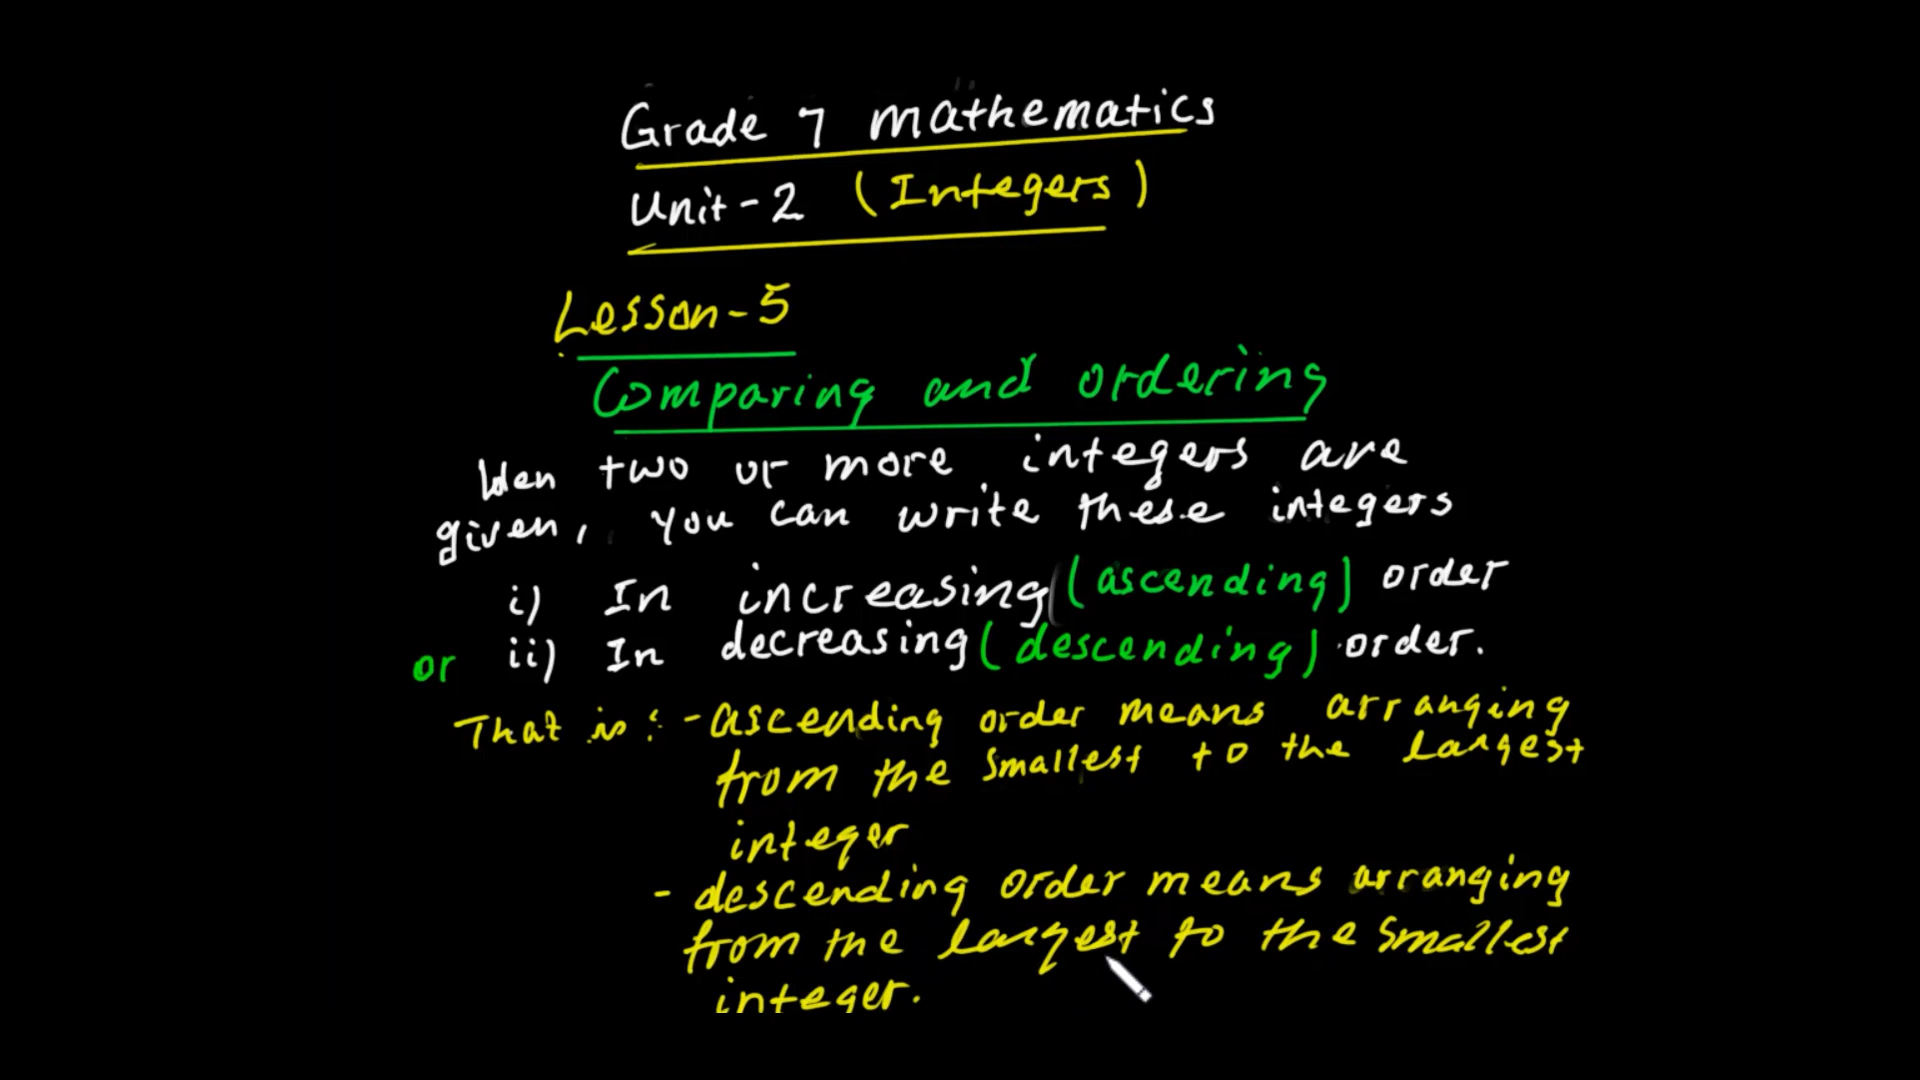 Grade 7 mathematics
Unit-2 (Integers)
Lesson-5
Comparing and ordering
When two or more integers are
given, you can write these integers
i) In increasing (ascending) order
or ii) In decreasing (descending) order.
That is: - ascending order means arranging
from the smallest to the largest
integer
- descending order means arranging
from the largest to the smallest
integer.